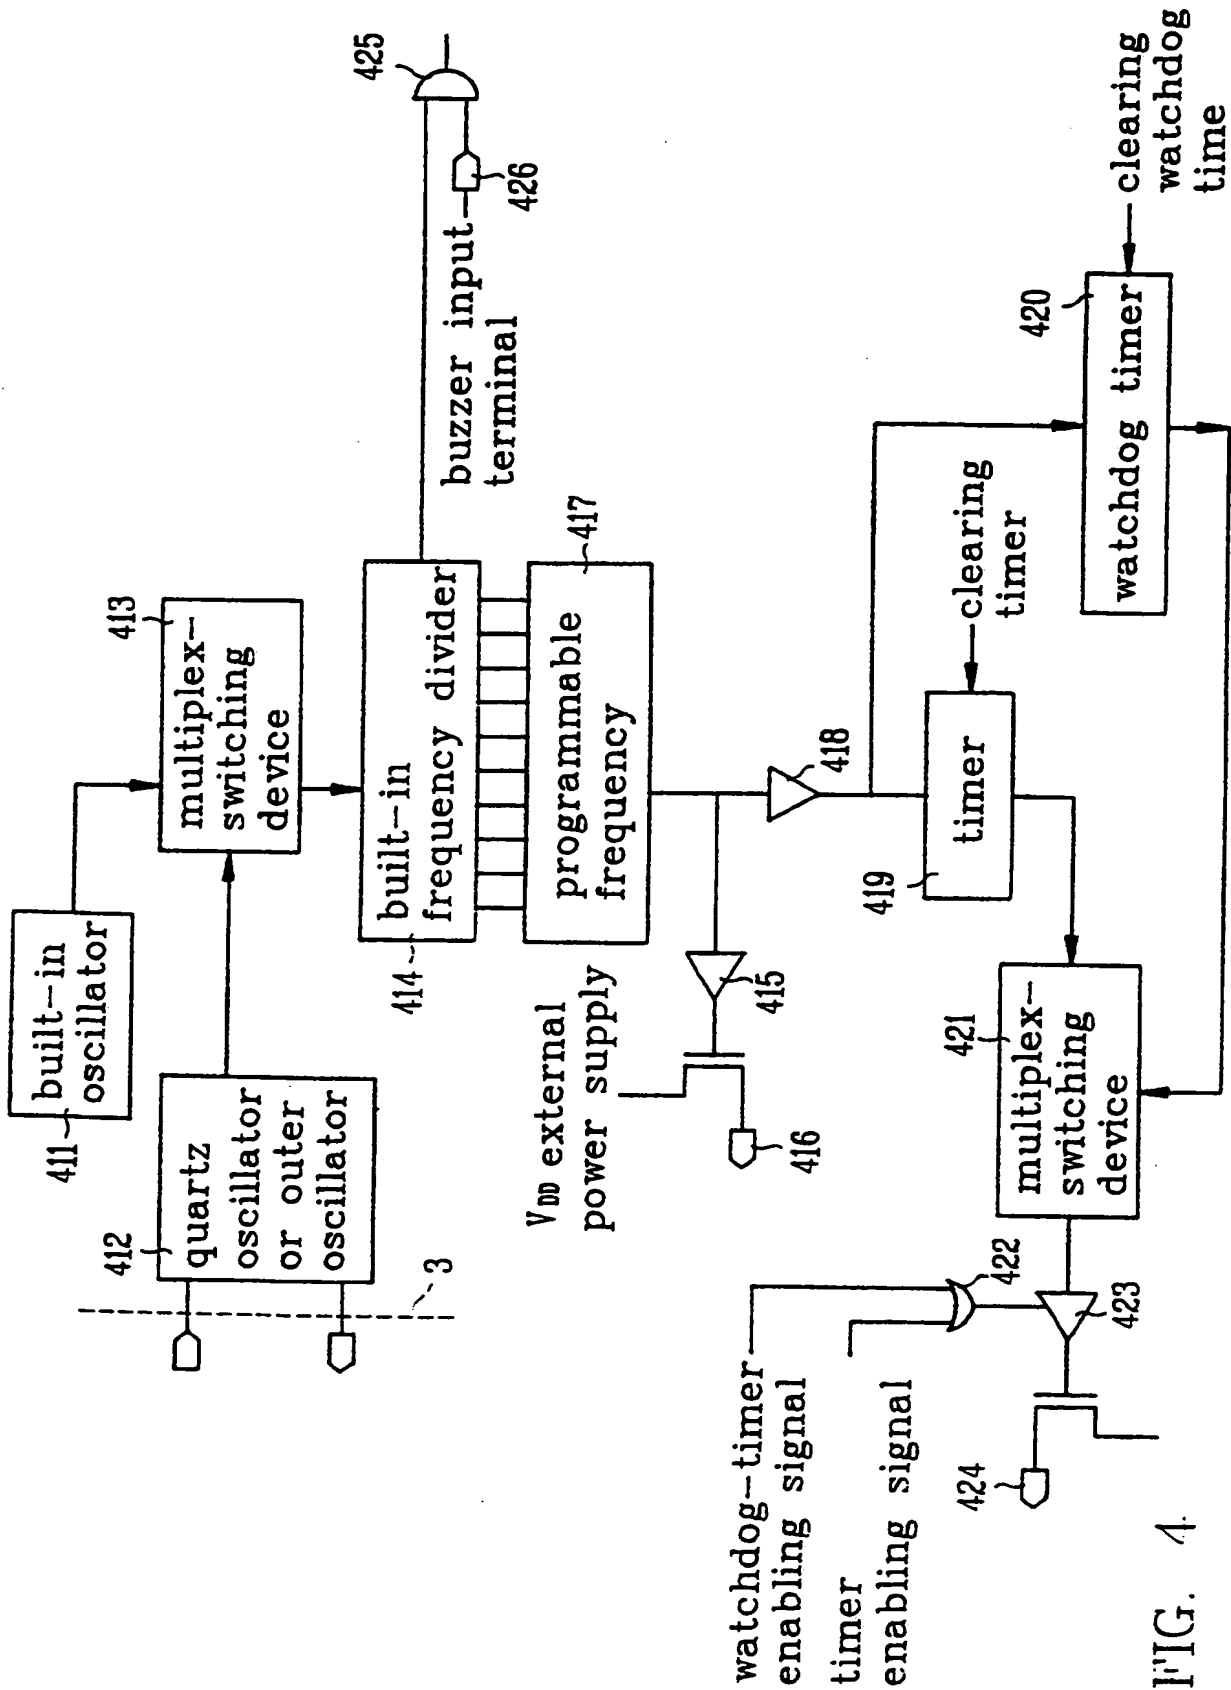 411
built-in
oscillator
412
quartz
oscillator
or outer
oscillator
3
413
multiplex-
switching
device
414
built-in
frequency divider
425
426
buzzer input
terminal
417
programmable
frequency
VDD external
power supply
415
416
418
419
timer
clearing
timer
420
watchdog timer
clearing
watchdog
time
421
multiplex-
switching
device
422
423
424
watchdog-timer
enabling signal
timer
enabling signal
FIG. 4